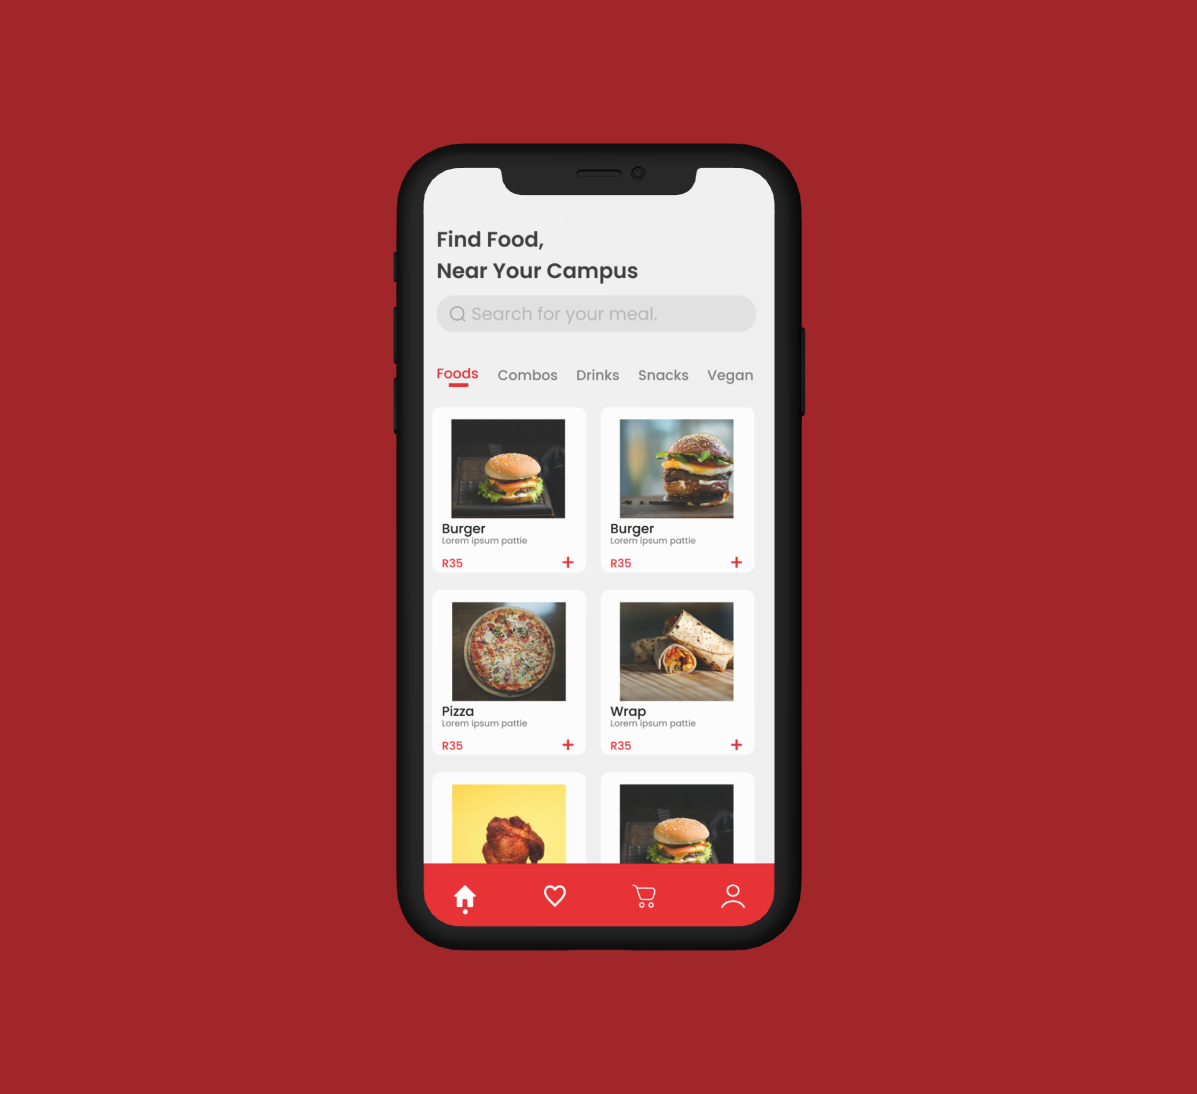 Find Food,
Near Your Campus
Search for your meal.
Foods Combos Drinks Snacks Vegan
Burger
Lorem ipsum pattie
R35 +
Burger
Lorem ipsum pattie
R35 +
Pizza
Lorem ipsum pattie
R35 +
Wrap
Lorem ipsum pattie
R35 +